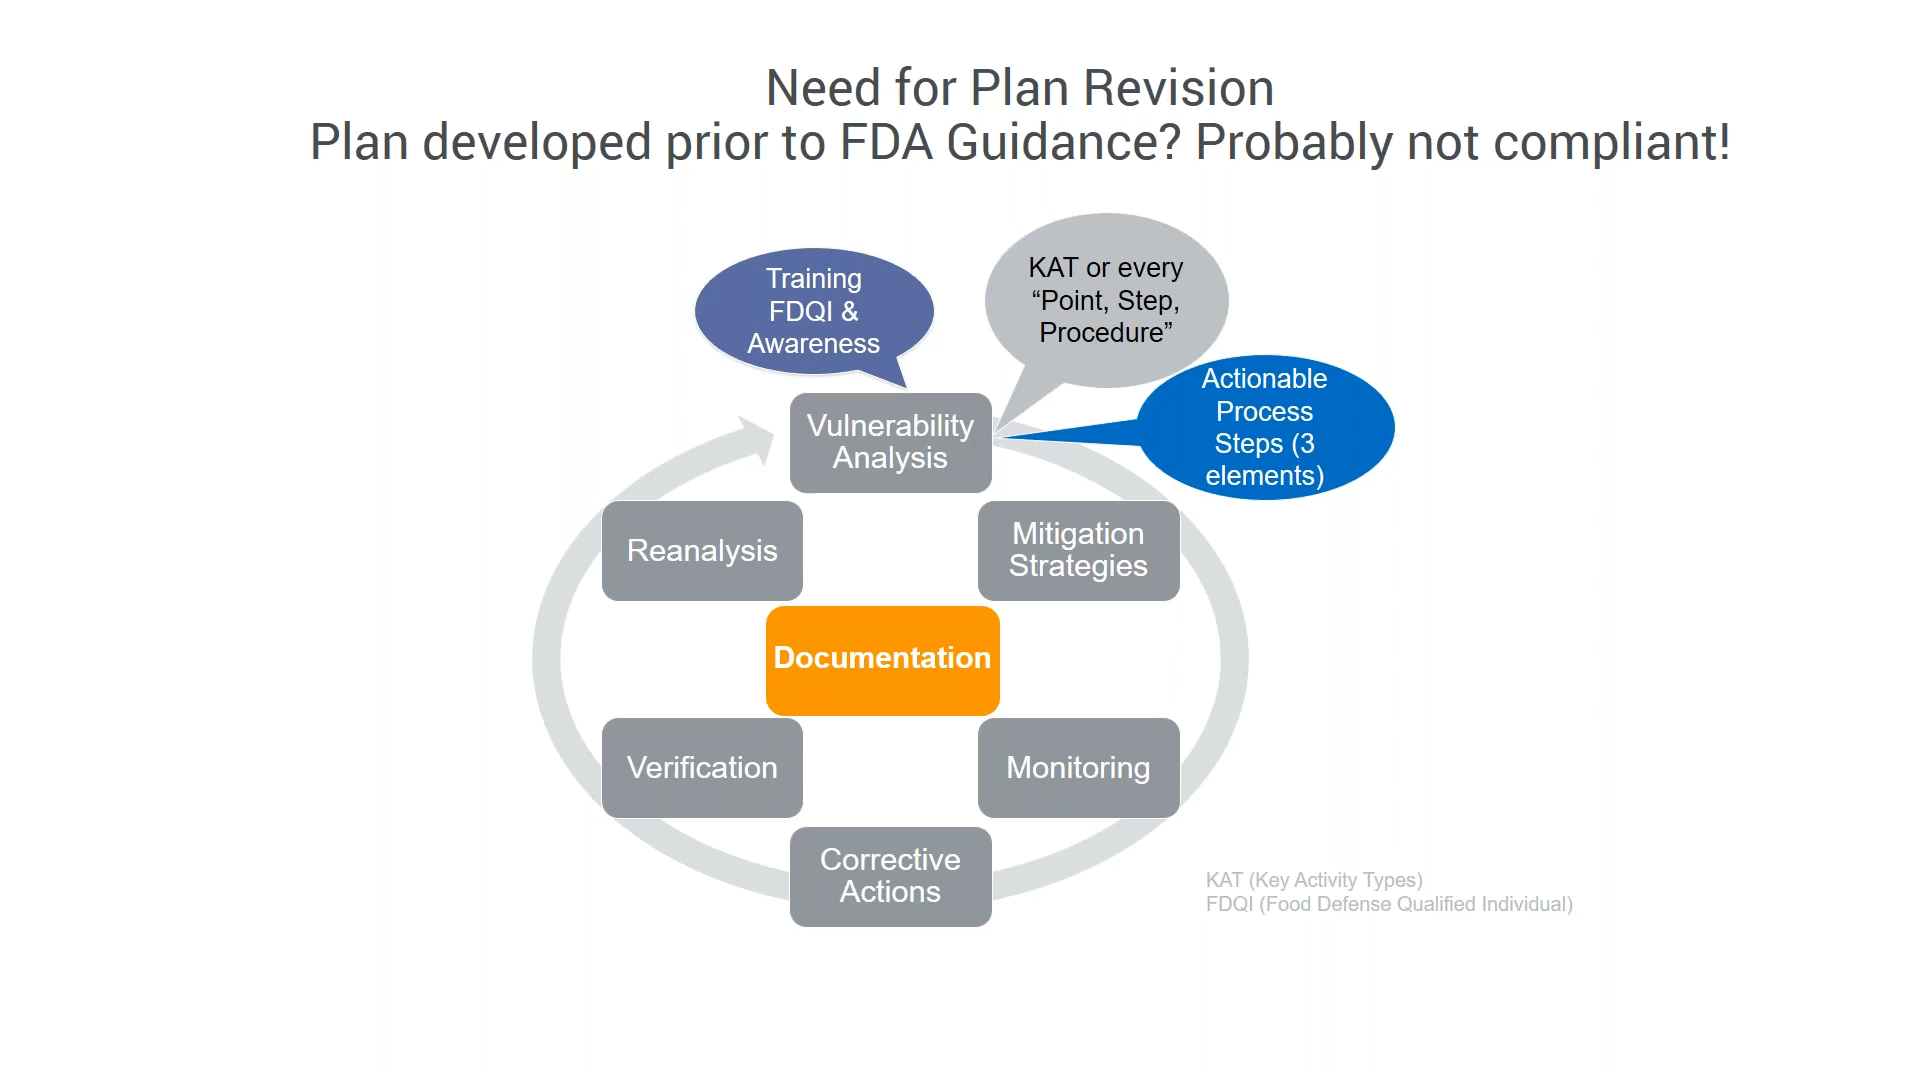 Need for Plan Revision
Plan developed prior to FDA Guidance? Probably not compliant!
Training
FDQI &
Awareness
KAT or every
“Point, Step,
Procedure”
Actionable
Process
Steps (3
elements)
Vulnerability
Analysis
Mitigation
Strategies
Reanalysis
Documentation
Verification
Monitoring
Corrective
Actions
KAT (Key Activity Types)
FDQI (Food Defense Qualified Individual)